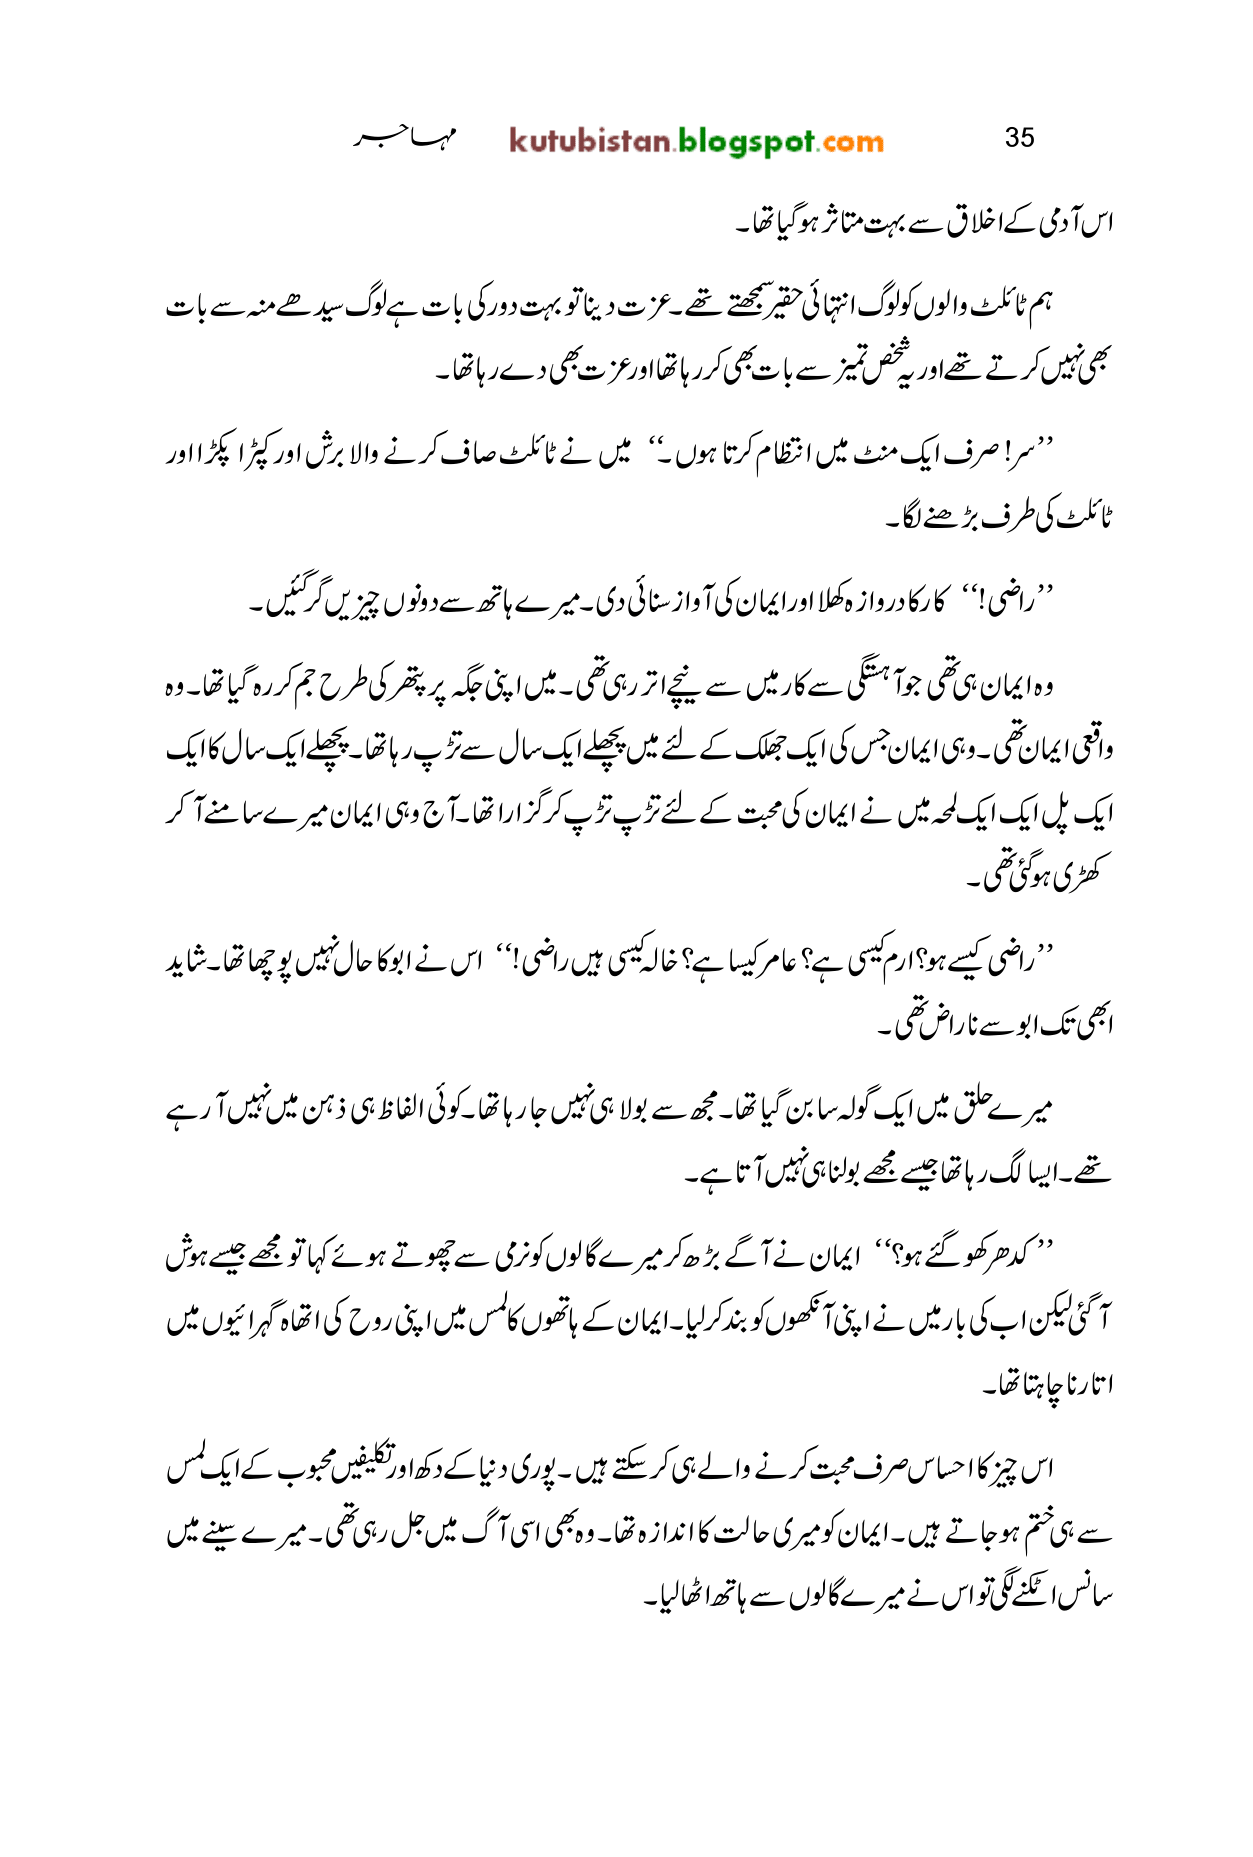 35 kutubistan.blogspot.com مہاجر
اس آدمی کے اخلاق سے بہت متاثر ہو گیا تھا۔
ہم ٹائلٹ والوں کو لوگ انتہائی حقیر سمجھتے تھے۔ عزت دینا تو بہت دور کی بات ہے لوگ سیدھے منہ سے بات
بھی نہیں کرتے تھے اور یہ شخص تمیز سے بات بھی کر رہا تھا اور عزت بھی دے رہا تھا۔
’’سر! صرف ایک منٹ میں انتظام کرتا ہوں۔‘‘ میں نے ٹائلٹ صاف کرنے والا برش اور کپڑا پکڑا اور
ٹائلٹ کی طرف بڑھنے لگا۔
’’راضی!‘‘ کار کا دروازہ کھلا اور ایمان کی آواز سنائی دی۔ میرے ہاتھ سے دونوں چیزیں گر گئیں۔
وہ ایمان ہی تھی جو آہستگی سے کار میں سے نیچے اتر رہی تھی۔ میں اپنی جگہ پر پتھر کی طرح جم کر رہ گیا تھا۔ وہ
واقعی ایمان تھی۔ وہی ایمان جس کی ایک جھلک کے لئے میں پچھلے ایک سال سے تڑپ رہا تھا۔ پچھلے ایک سال کا ایک
ایک پل ایک ایک لمحہ میں نے ایمان کی محبت کے لئے تڑپ تڑپ کر گزارا تھا۔ آج وہی ایمان میرے سامنے آ کر
کھڑی ہو گئی تھی۔
’’راضی کیسے ہو؟ ارم کیسی ہے؟ عامر کیسا ہے؟ خالہ کیسی ہیں راضی!‘‘ اس نے ابو کا حال نہیں پوچھا تھا۔ شاید
ابھی تک ابو سے ناراض تھی۔
میرے حلق میں ایک گولہ سا بن گیا تھا۔ مجھ سے بولا ہی نہیں جا رہا تھا۔ کوئی الفاظ ہی ذہن میں نہیں آ رہے
تھے۔ ایسا لگ رہا تھا جیسے مجھے بولنا ہی نہیں آتا ہے۔
’’کدھر کھو گئے ہو؟‘‘ ایمان نے آگے بڑھ کر میرے گالوں کو نرمی سے چھوتے ہوئے کہا تو مجھے جیسے ہوش
آ گئی لیکن اب کی بار میں نے اپنی آنکھوں کو بند کر لیا۔ ایمان کے ہاتھوں کا لمس میں اپنی روح کی اتھاہ گہرائیوں میں
اتارنا چاہتا تھا۔
اس چیز کا احساس صرف محبت کرنے والے ہی کر سکتے ہیں۔ پوری دنیا کے دکھ اور تکلیفیں محبوب کے ایک لمس
سے ہی ختم ہو جاتے ہیں۔ ایمان کو میری حالت کا اندازہ تھا۔ وہ بھی اسی آگ میں جل رہی تھی۔ میرے سینے میں
سانس اٹکنے لگی تو اس نے میرے گالوں سے ہاتھ اٹھا لیا۔